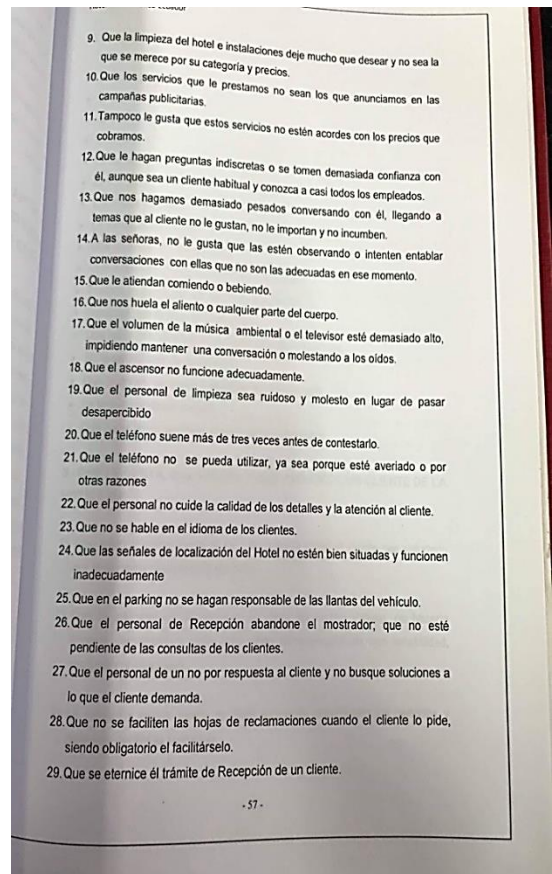 9. Que la limpieza del hotel e instalaciones deje mucho que desear y no sea la
que se merece por su categoría y precios.
10. Que los servicios que le prestamos no sean los que anunciamos en las
campañas publicitarias.
11. Tampoco le gusta que estos servicios no estén acordes con los precios que
cobramos.
12. Que le hagan preguntas indiscretas o se tomen demasiada confianza con
él, aunque sea un cliente habitual y conozca a casi todos los empleados.
13. Que nos hagamos demasiado pesados conversando con él, llegando a
temas que al cliente no le gustan, no le importan y no incumben.
14. A las señoras, no le gusta que las estén observando o intenten entablar
conversaciones con ellas que no son las adecuadas en ese momento.
15. Que le atiendan comiendo o bebiendo.
16. Que nos huela el aliento o cualquier parte del cuerpo.
17. Que el volumen de la música ambiental o el televisor esté demasiado alto,
impidiendo mantener una conversación o molestando a los oídos.
18. Que el ascensor no funcione adecuadamente.
19. Que el personal de limpieza sea ruidoso y molesto en lugar de pasar
desapercibido
20. Que el teléfono suene más de tres veces antes de contestarlo.
21. Que el teléfono no se pueda utilizar, ya sea porque esté averiado o por
otras razones
22. Que el personal no cuide la calidad de los detalles y la atención al cliente.
23. Que no se hable en el idioma de los clientes.
24. Que las señales de localización del Hotel no estén bien situadas y funcionen
inadecuadamente
25. Que en el parking no se hagan responsable de las llantas del vehículo.
26. Que el personal de Recepción abandone el mostrador; que no esté
pendiente de las consultas de los clientes.
27. Que el personal de un no por respuesta al cliente y no busque soluciones a
lo que el cliente demanda.
28. Que no se faciliten las hojas de reclamaciones cuando el cliente lo pide,
siendo obligatorio el facilitárselo.
29. Que se eternice él trámite de Recepción de un cliente.
- 57 -